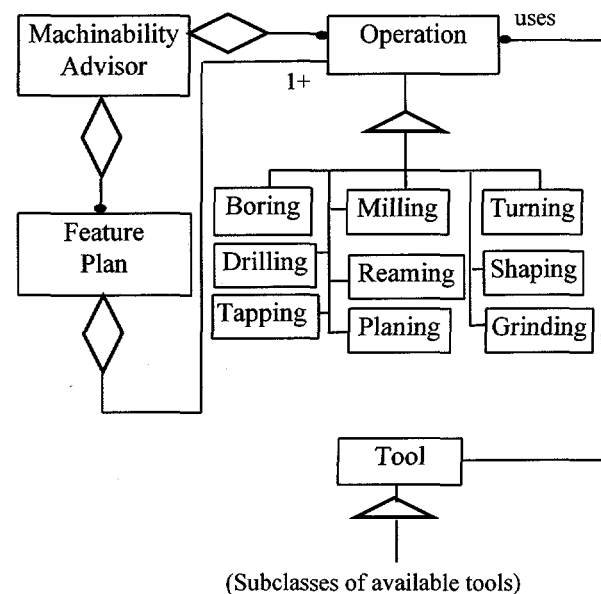 Machinability
Advisor
Operation
uses
1+
Feature
Plan
Boring
Milling
Turning
Drilling
Reaming
Shaping
Tapping
Planing
Grinding
Tool
(Subclasses of available tools)